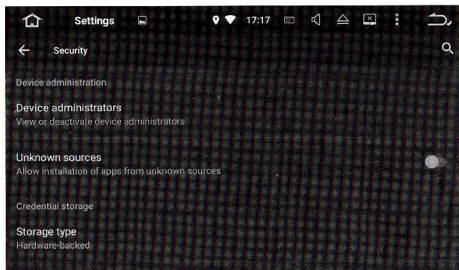 Settings
17:17
Security
Device administration
Device administrators
View or deactivate device administrators
Unknown sources
Allow installation of apps from unknown sources
Credential storage
Storage type
Hardware-backed